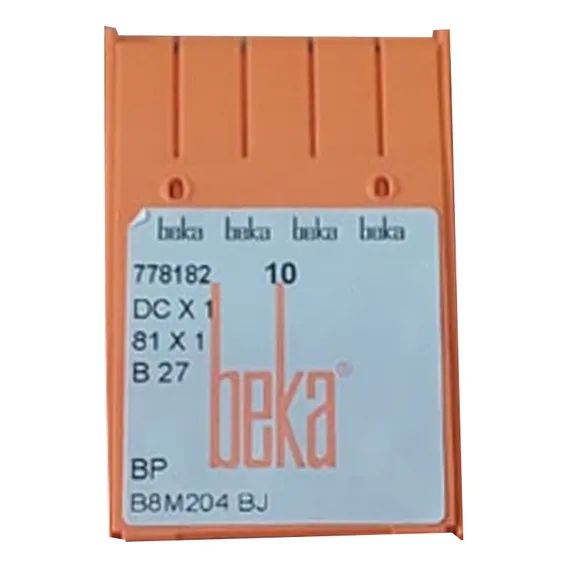 beka beka beka beka
778182 10
DC X 1
81 X 1
B 27
beka®
BP
B8M204 BJ